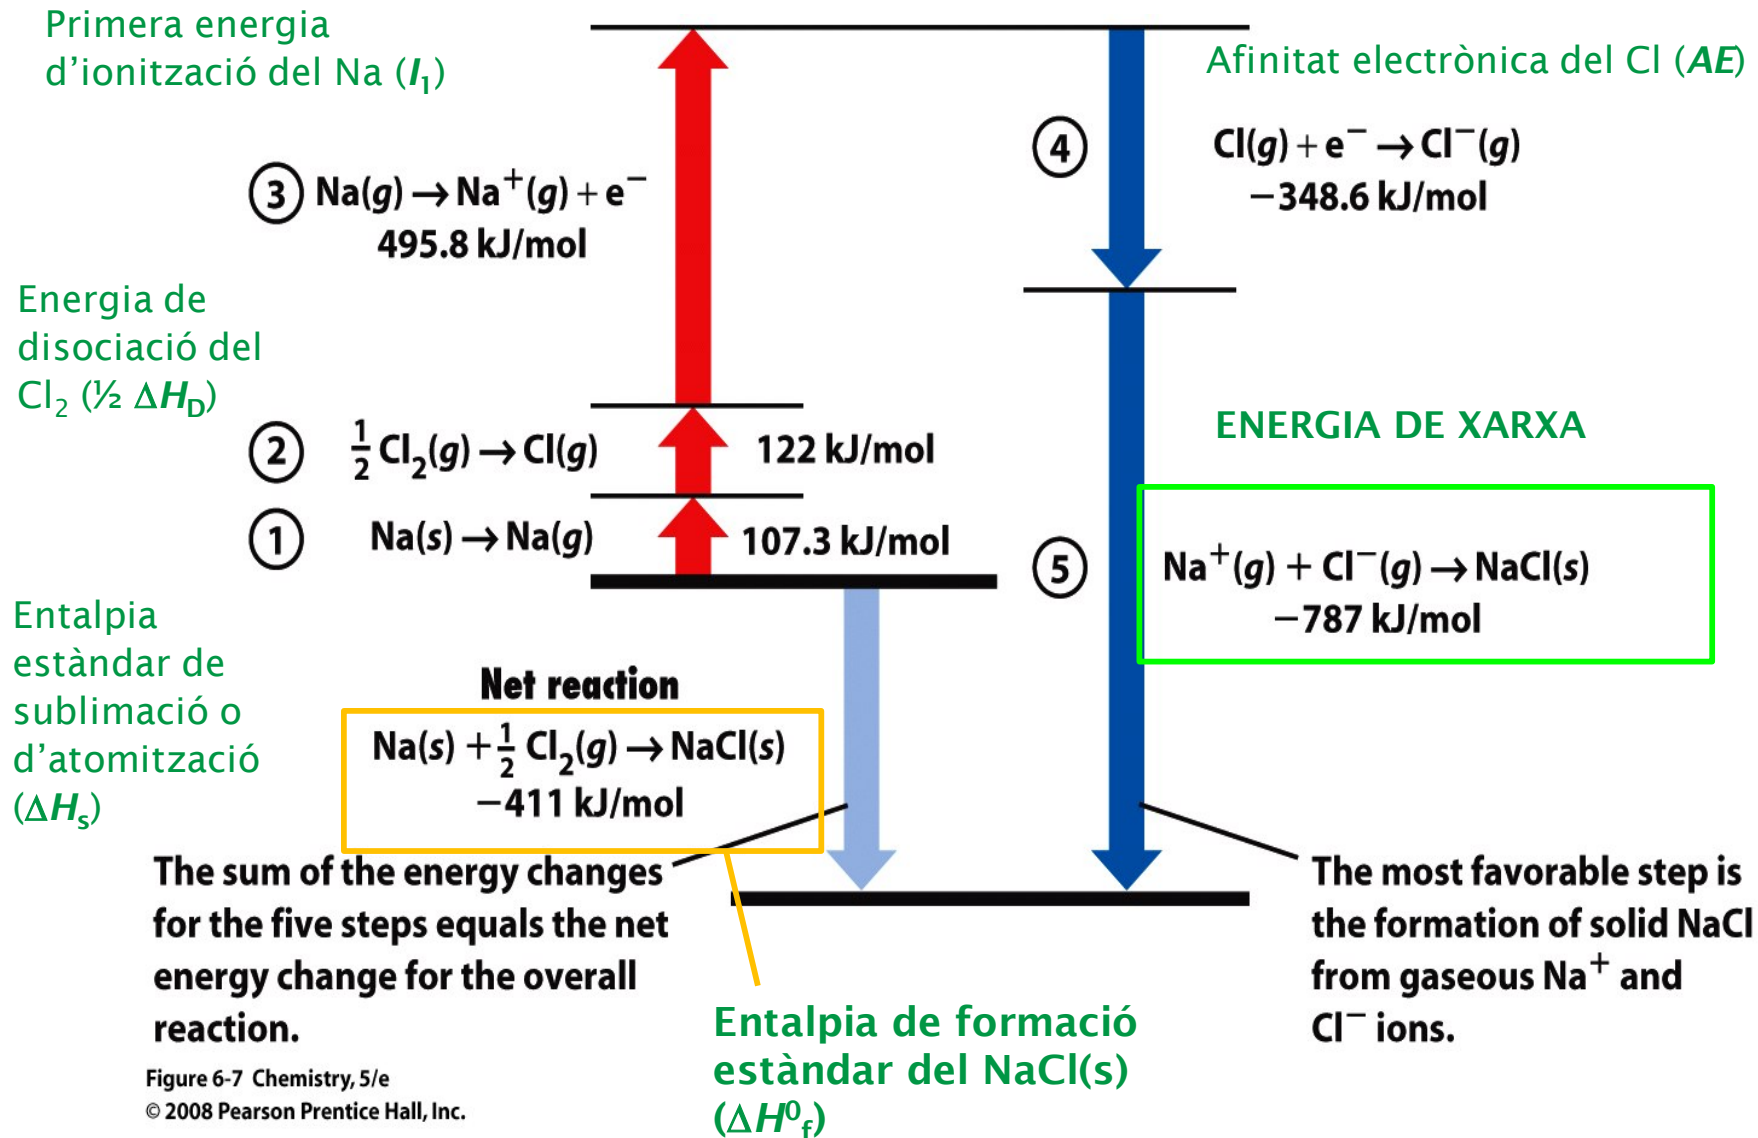 Primera energia
d’ionització del Na (I₁)
Afinitat electrònica del Cl (AE)
④
Cl(g) + e⁻ → Cl⁻(g)
−348.6 kJ/mol
③ Na(g) → Na⁺(g) + e⁻
495.8 kJ/mol
Energia de
disociació del
Cl₂ (½ ΔH_D)
ENERGIA DE XARXA
② ½ Cl₂(g) → Cl(g)
122 kJ/mol
① Na(s) → Na(g)
107.3 kJ/mol
⑤ Na⁺(g) + Cl⁻(g) → NaCl(s)
−787 kJ/mol
Entalpia
estàndar de
sublimació o
d’atomització
(ΔHₛ)
Net reaction
Na(s) + ½ Cl₂(g) → NaCl(s)
−411 kJ/mol
The sum of the energy changes
for the five steps equals the net
energy change for the overall
reaction.
The most favorable step is
the formation of solid NaCl
from gaseous Na⁺ and
Cl⁻ ions.
Entalpia de formació
estàndar del NaCl(s)
(ΔH⁰_f)
Figure 6-7 Chemistry, 5/e
© 2008 Pearson Prentice Hall, Inc.